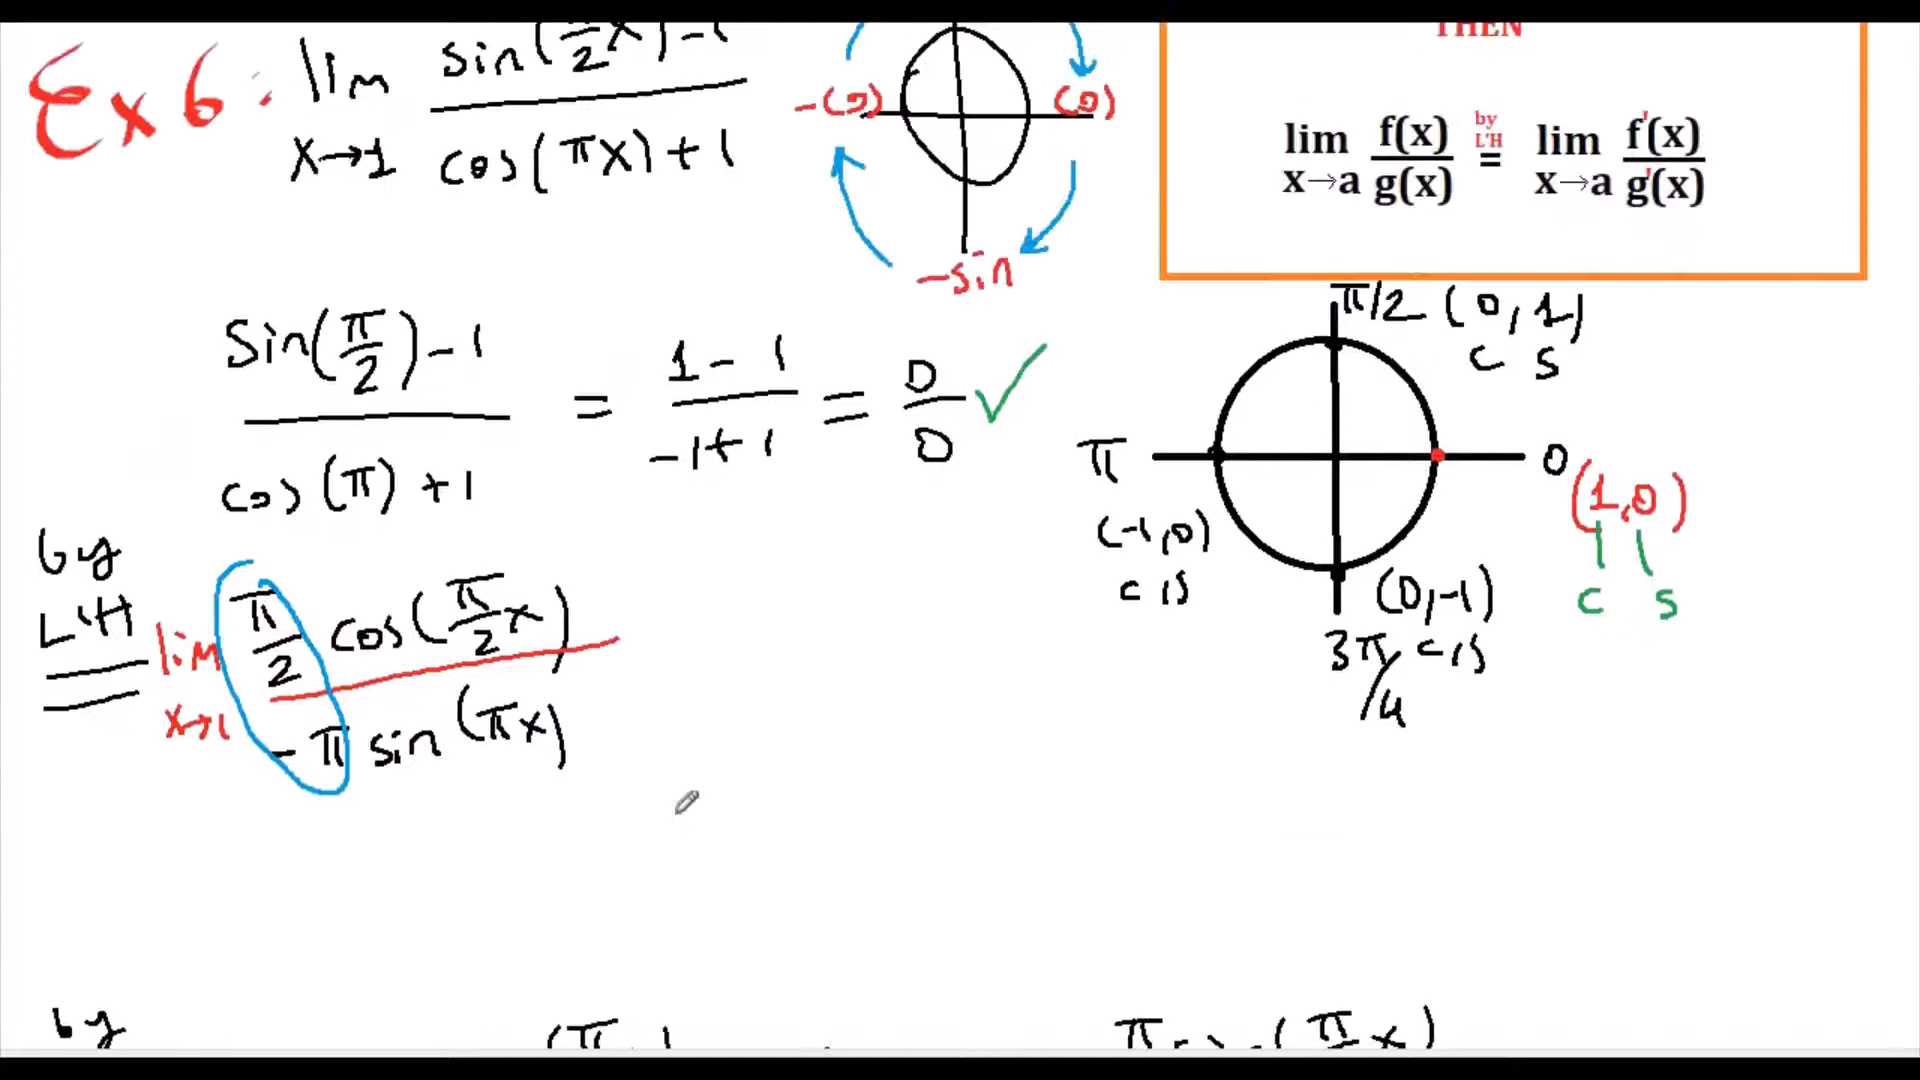 Ex 6: lim x→1 sin(π/2 x) - 1 / cos(πx) + 1
-(cos) (cos)
-sin
THEN
lim x→a f(x)/g(x) by L'H = lim x→a f'(x)/g'(x)
Sin(π/2) - 1 / cos(π) + 1 = 1 - 1 / -1 + 1 = 0/0 ✓
π/2 (0, 1)
c s
π
0
(1,0)
c s
(-1,0)
c s
(0,-1)
3π/4 c s
by
L'H
= lim x→1 π/2 cos(π/2 x) / -π sin(πx)
by